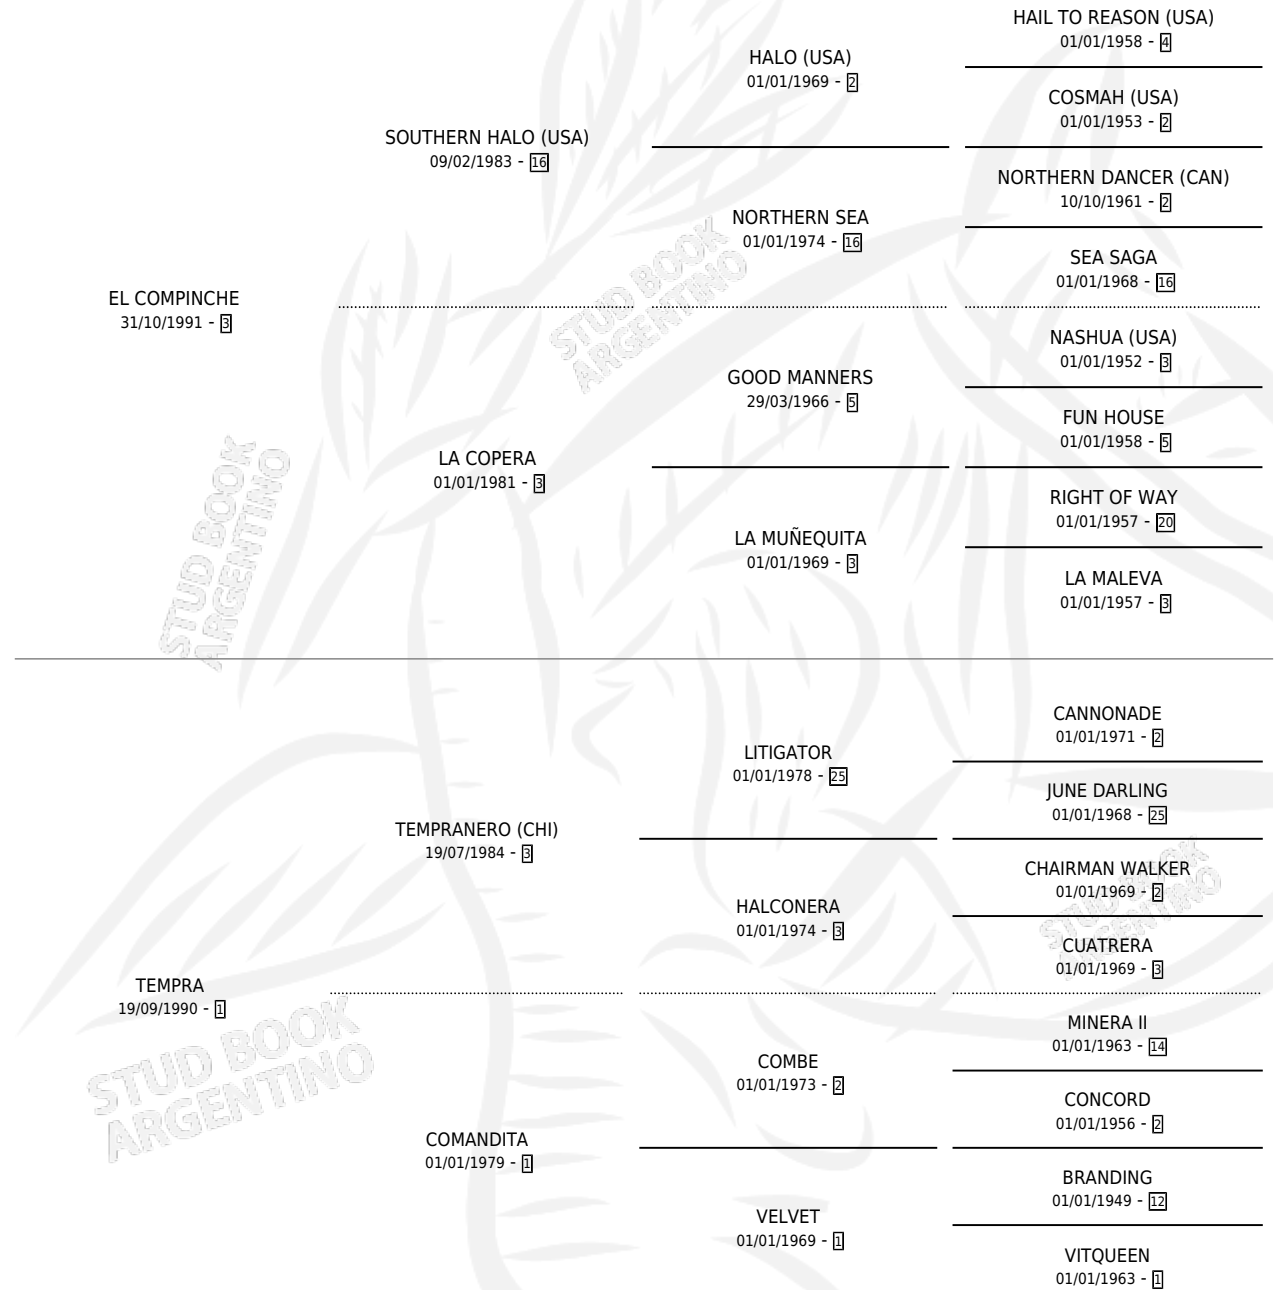 HAIL TO REASON (USA)
01/01/1958 - 4
HALO (USA)
01/01/1969 - 2
COSMAH (USA)
01/01/1953 - 2
SOUTHERN HALO (USA)
09/02/1983 - 16
NORTHERN DANCER (CAN)
10/10/1961 - 2
NORTHERN SEA
01/01/1974 - 16
SEA SAGA
01/01/1968 - 16
EL COMPINCHE
31/10/1991 - 3
NASHUA (USA)
01/01/1952 - 3
GOOD MANNERS
29/03/1966 - 5
FUN HOUSE
01/01/1958 - 5
LA COPERA
01/01/1981 - 3
RIGHT OF WAY
01/01/1957 - 20
LA MUÑEQUITA
01/01/1969 - 3
LA MALEVA
01/01/1957 - 3
CANNONADE
01/01/1971 - 2
LITIGATOR
01/01/1978 - 25
JUNE DARLING
01/01/1968 - 25
TEMPRANERO (CHI)
19/07/1984 - 3
CHAIRMAN WALKER
01/01/1969 - 2
HALCONERA
01/01/1974 - 3
CUATRERA
01/01/1969 - 3
TEMPRA
19/09/1990 - 1
MINERA II
01/01/1963 - 14
COMBE
01/01/1973 - 2
CONCORD
01/01/1956 - 2
COMANDITA
01/01/1979 - 1
BRANDING
01/01/1949 - 12
VELVET
01/01/1969 - 1
VITQUEEN
01/01/1963 - 1
STUD BOOK
ARGENTINO
STUD BOOK
ARGENTINO
STUD BOOK
ARGENTINO
STUD BOOK
ARGENTINO